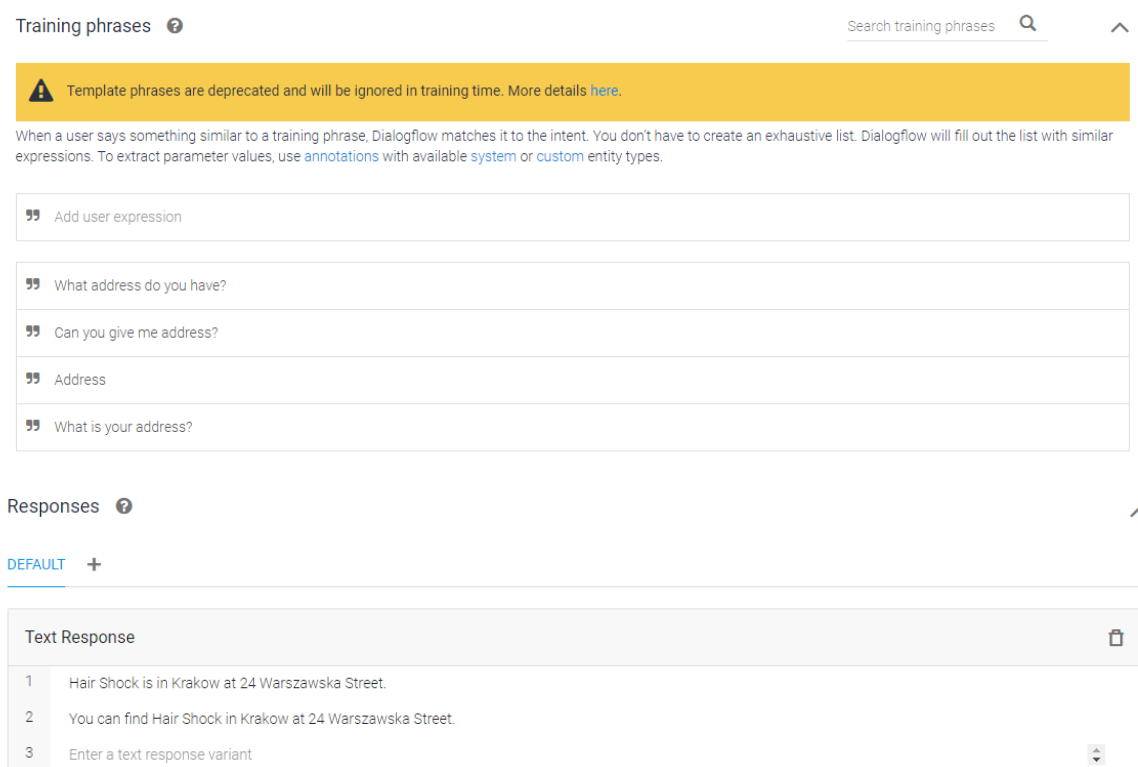 Training phrases
Search training phrases
Template phrases are deprecated and will be ignored in training time. More details here.
When a user says something similar to a training phrase, Dialogflow matches it to the intent. You don't have to create an exhaustive list. Dialogflow will fill out the list with similar
expressions. To extract parameter values, use annotations with available system or custom entity types.
Add user expression
What address do you have?
Can you give me address?
Address
What is your address?
Responses
DEFAULT +
Text Response
1 Hair Shock is in Krakow at 24 Warszawska Street.
2 You can find Hair Shock in Krakow at 24 Warszawska Street.
3 Enter a text response variant